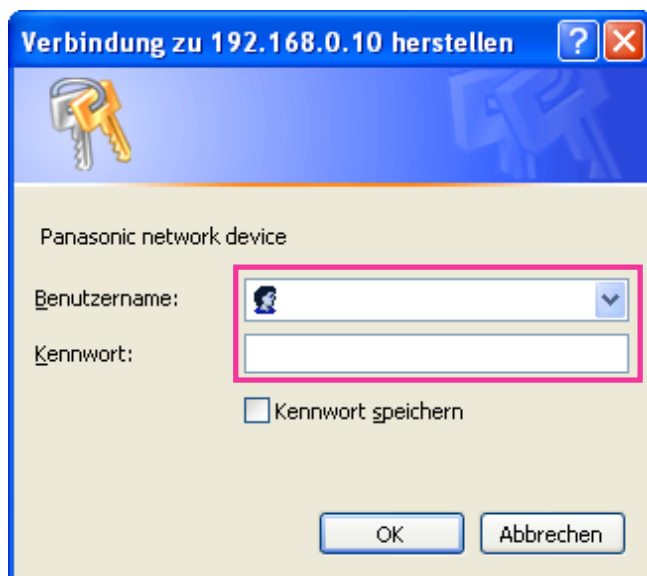 Verbindung zu 192.168.0.10 herstellen
Panasonic network device
Benutzername:
Kennwort:
Kennwort speichern
OK
Abbrechen